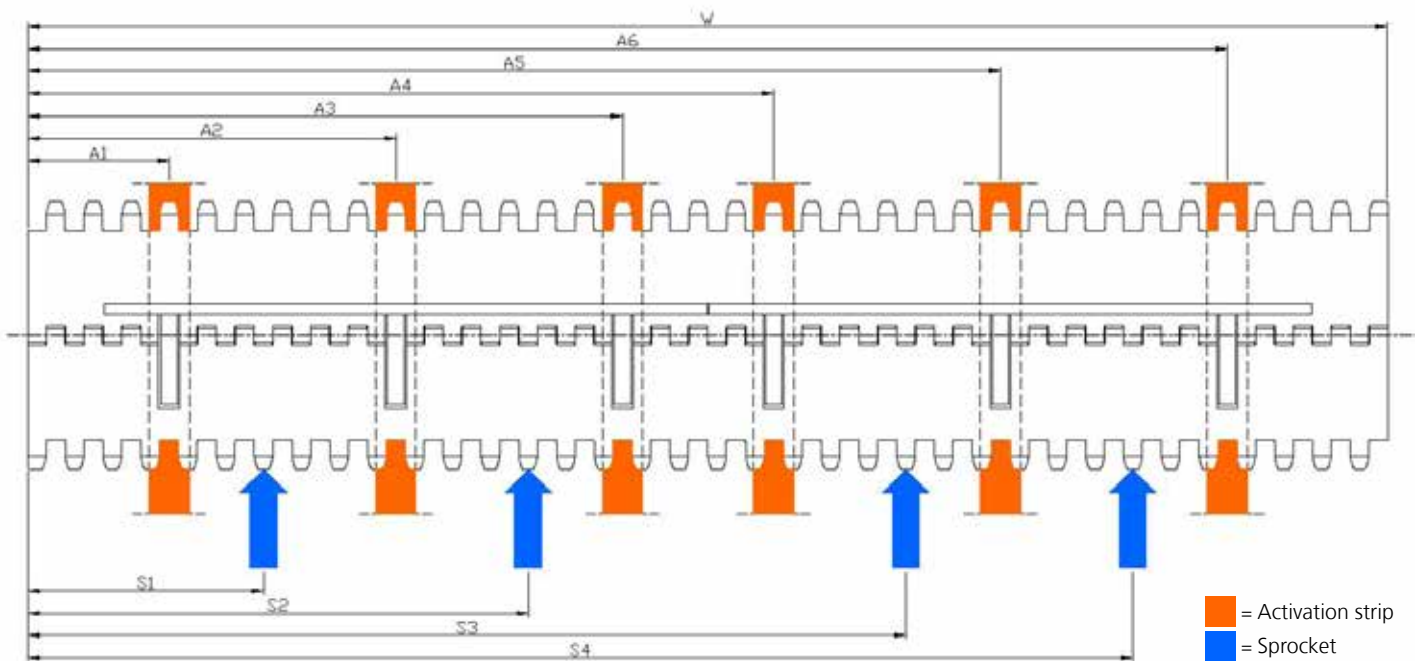 W
A6
A5
A4
A3
A2
A1
S1
S2
S3
S4
= Activation strip
= Sprocket